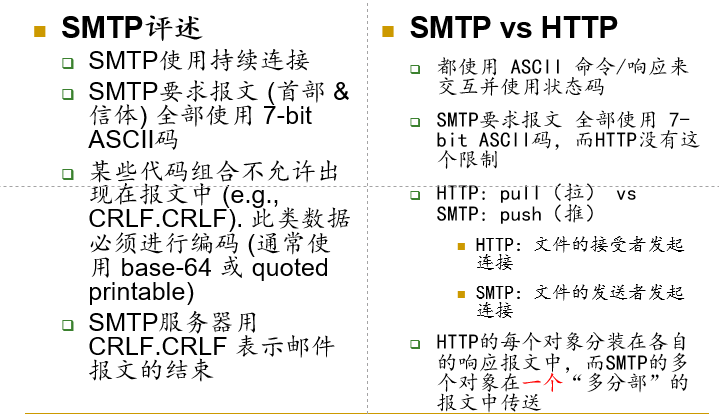 SMTP评述
SMTP使用持续连接
SMTP要求报文 (首部 &
信体) 全部使用 7-bit
ASCII码
某些代码组合不允许出
现在报文中 (e.g.,
CRLF.CRLF). 此类数据
必须进行编码 (通常使
用 base-64 或 quoted
printable)
SMTP服务器用
CRLF.CRLF 表示邮件
报文的结束
SMTP vs HTTP
都使用 ASCII 命令/响应来
交互并使用状态码
SMTP要求报文 全部使用 7-
bit ASCII码, 而HTTP没有这
个限制
HTTP: pull (拉) vs
SMTP: push (推)
HTTP: 文件的接受者发起
连接
SMTP: 文件的发送者发起
连接
HTTP的每个对象分装在各自
的响应报文中, 而SMTP的多
个对象在一个“多分部”的
报文中传送